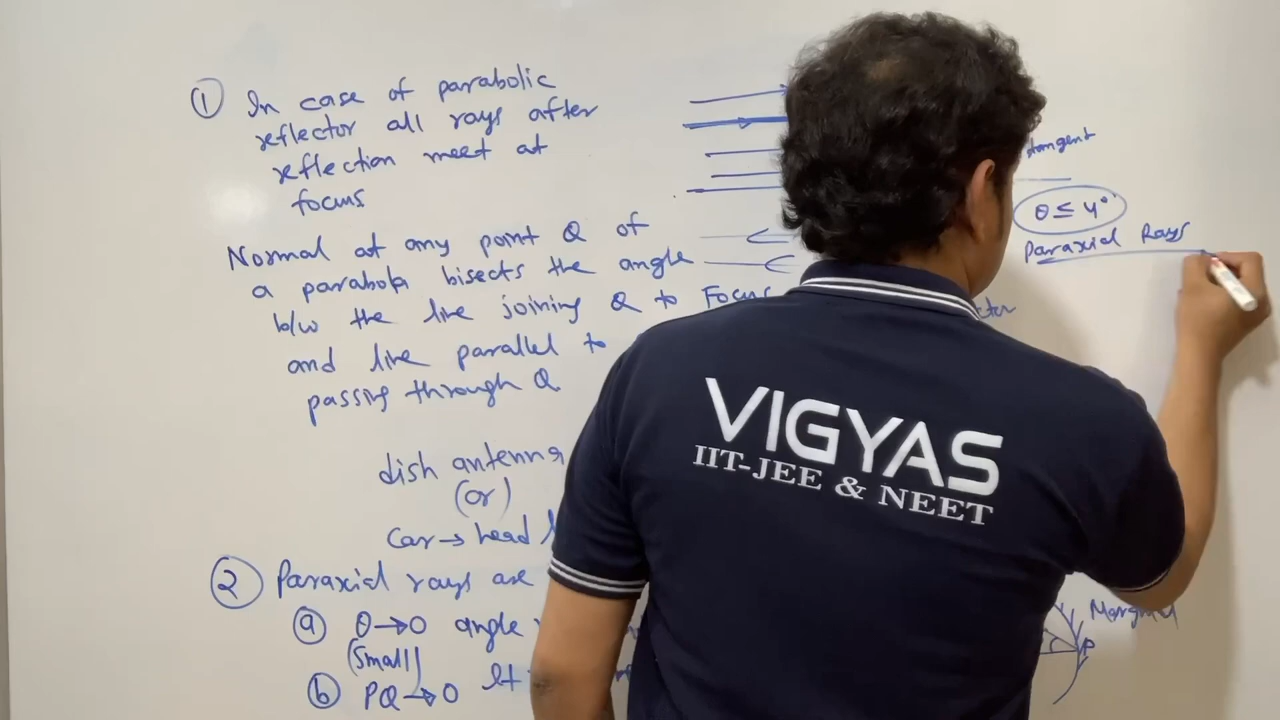 ① In case of parabolic
reflector all rays after
reflection meet at
focus
Normal at any point Q of
a parabola bisects the angle
b/w the line joining Q to Focus
and line parallel to
passing through Q
dish antenna
(or)
Car → head
② Paraxial rays are
ⓐ θ→0 angle
(small)
ⓑ PQ→0
tangent
θ ≤ 4°
Paraxial Rays
Marginal
P
VIGYAS
IIT-JEE & NEET